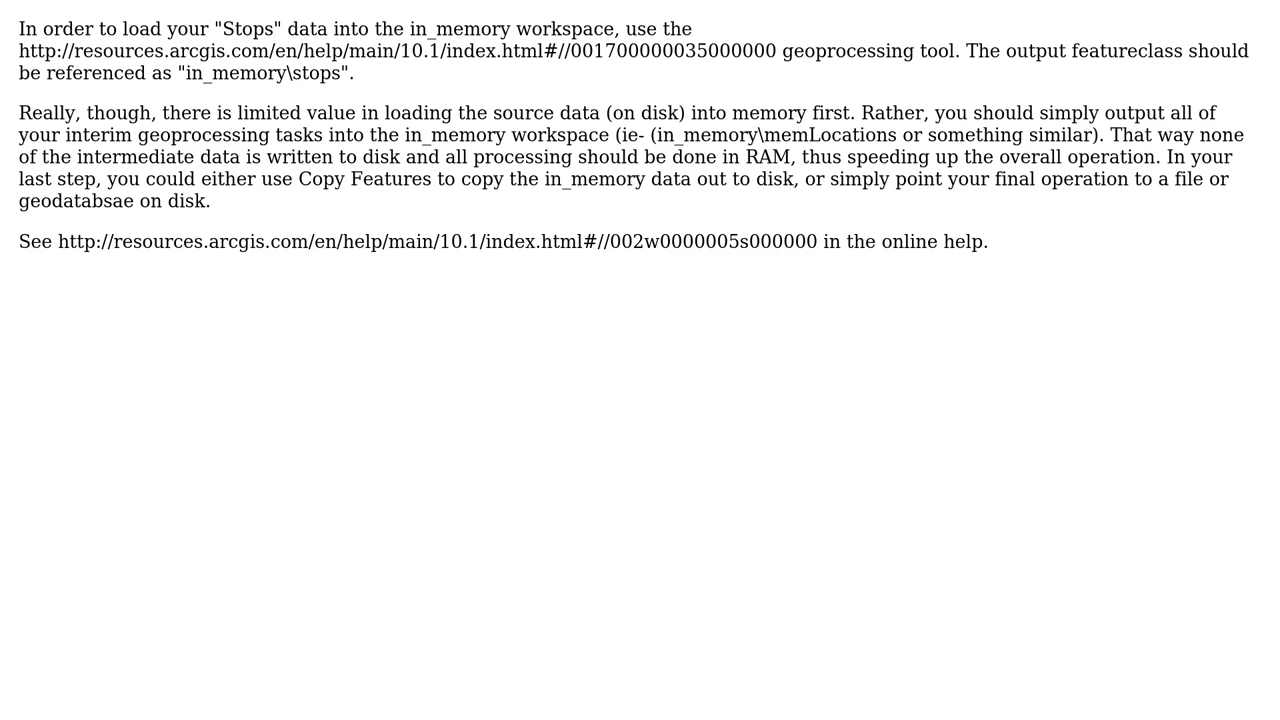 In order to load your "Stops" data into the in_memory workspace, use the
http://resources.arcgis.com/en/help/main/10.1/index.html#//001700000035000000 geoprocessing tool. The output featureclass should
be referenced as "in_memory\stops".
Really, though, there is limited value in loading the source data (on disk) into memory first. Rather, you should simply output all of
your interim geoprocessing tasks into the in_memory workspace (ie- (in_memory\memLocations or something similar). That way none
of the intermediate data is written to disk and all processing should be done in RAM, thus speeding up the overall operation. In your
last step, you could either use Copy Features to copy the in_memory data out to disk, or simply point your final operation to a file or
geodatabsae on disk.
See http://resources.arcgis.com/en/help/main/10.1/index.html#//002w0000005s000000 in the online help.